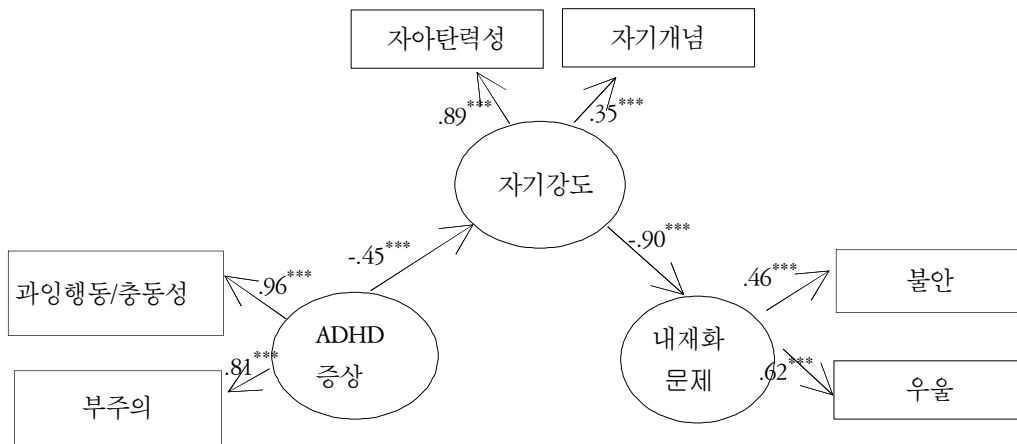 자아탄력성
자기개념
.89***
.35***
자기강도
-.45***
-.90***
과잉행동/충동성
.96***
ADHD
증상
.81***
부주의
내재화
문제
.46***
불안
.62***
우울